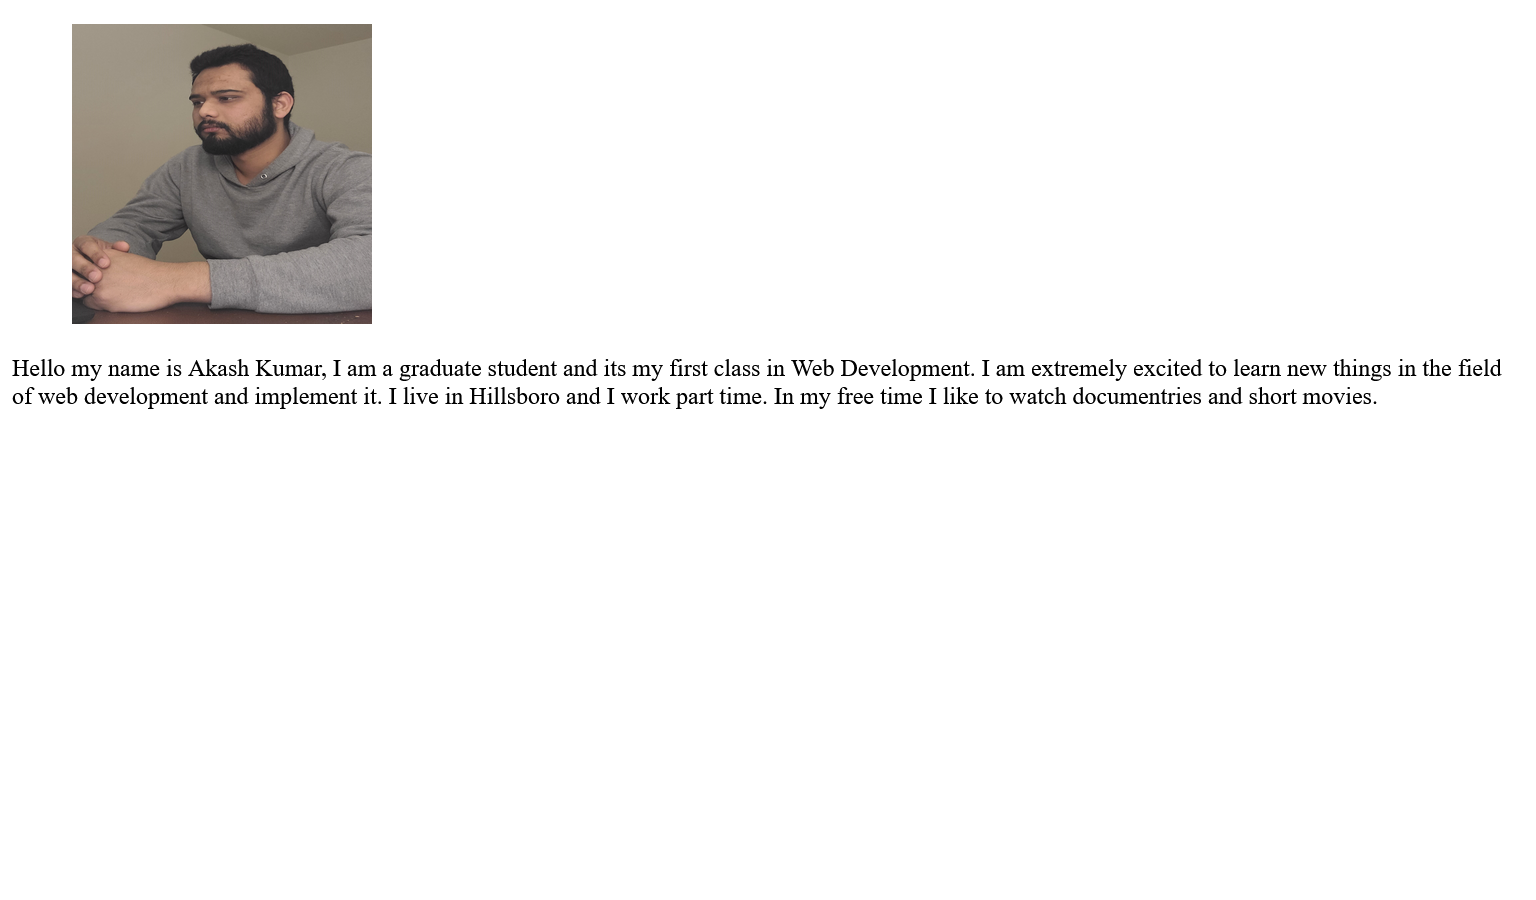 Hello my name is Akash Kumar, I am a graduate student and its my first class in Web Development. I am extremely excited to learn new things in the field
of web development and implement it. I live in Hillsboro and I work part time. In my free time I like to watch documentries and short movies.